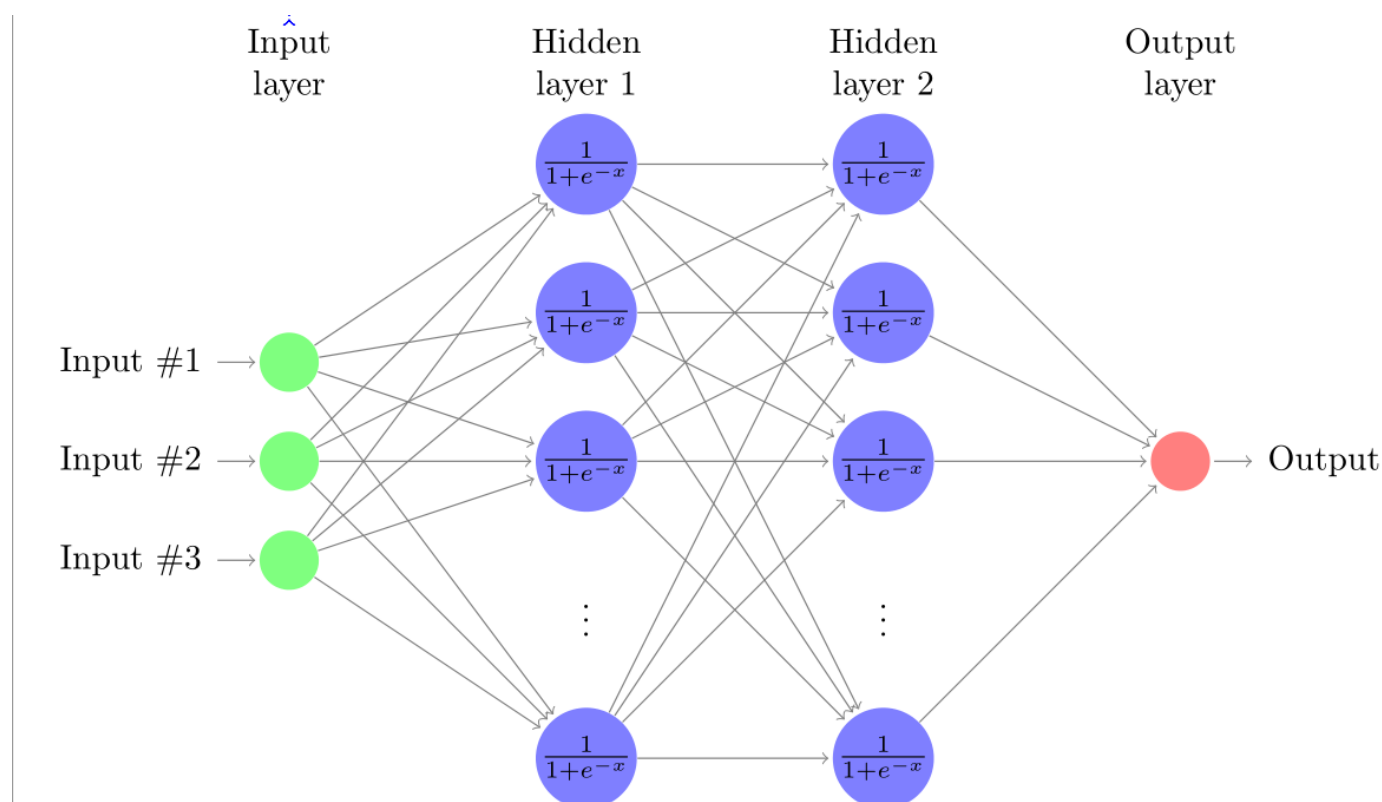 Input
layer
Hidden
layer 1
Hidden
layer 2
Output
layer
1
1+e^{-x}
1
1+e^{-x}
1
1+e^{-x}
1
1+e^{-x}
Input #1
Input #2
1
1+e^{-x}
1
1+e^{-x}
Output
Input #3
⋮
⋮
1
1+e^{-x}
1
1+e^{-x}